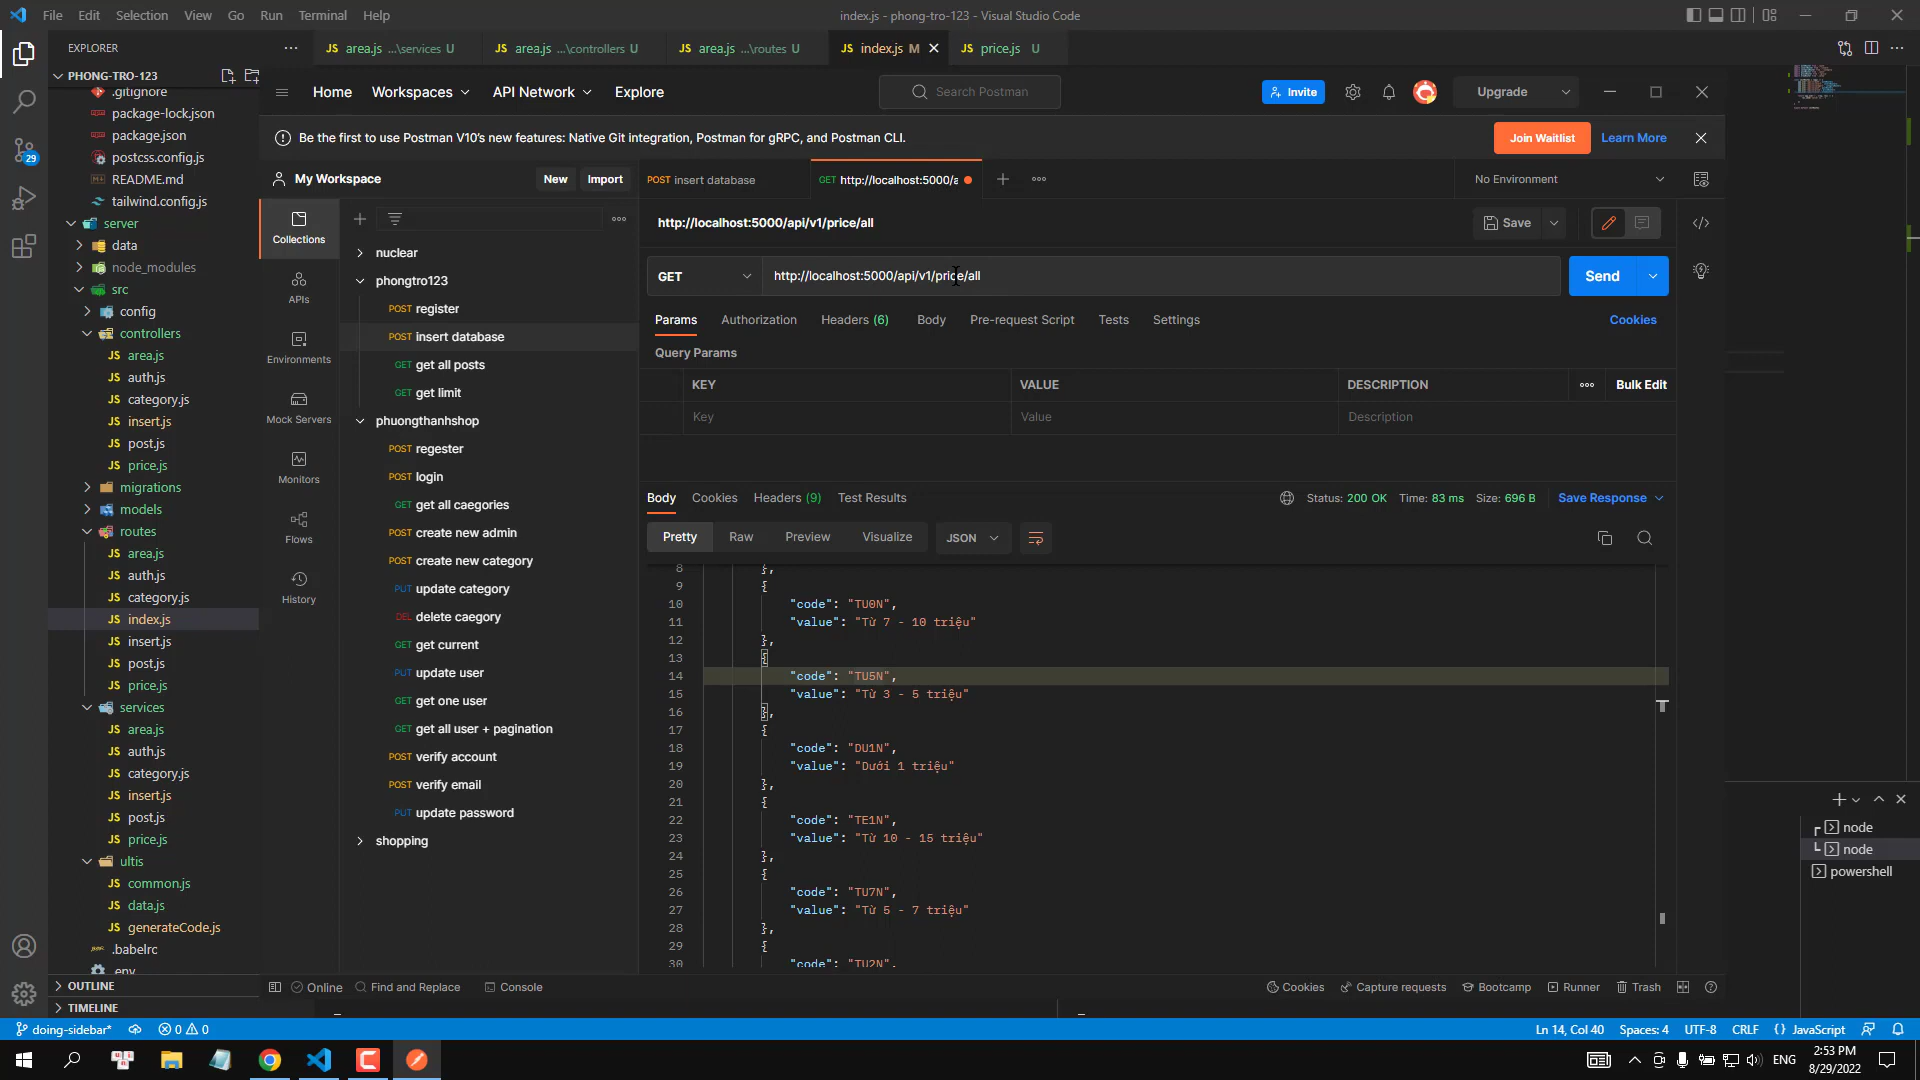 File Edit Selection View Go Run Terminal Help
index.js - phong-tro-123 - Visual Studio Code
EXPLORER
area.js ...\services U
area.js ...\controllers U
area.js ...\routes U
index.js M
price.js U
PHONG-TRO-123
.gitignore
package-lock.json
package.json
postcss.config.js
README.md
tailwind.config.js
server
data
node_modules
src
config
controllers
area.js
auth.js
category.js
insert.js
post.js
price.js
migrations
models
routes
area.js
auth.js
category.js
index.js
insert.js
post.js
price.js
services
area.js
auth.js
category.js
insert.js
post.js
price.js
ultis
common.js
data.js
generateCode.js
.babelrc
.env
OUTLINE
TIMELINE
29
Home Workspaces API Network Explore
Search Postman
Invite
Upgrade
Be the first to use Postman V10's new features: Native Git integration, Postman for gRPC, and Postman CLI.
Join Waitlist
Learn More
My Workspace
New
Import
Collections
APIs
Environments
Mock Servers
Monitors
Flows
History
nuclear
phongtro123
POST register
POST insert database
GET get all posts
GET get limit
phuongthanhshop
POST regester
POST login
GET get all caegories
POST create new admin
POST create new category
PUT update category
DEL delete caegory
GET get current
PUT update user
GET get one user
GET get all user + pagination
POST verify account
POST verify email
PUT update password
shopping
POST insert database
GET http://localhost:5000/a
No Environment
http://localhost:5000/api/v1/price/all
Save
GET
http://localhost:5000/api/v1/price/all
Send
Params Authorization Headers (6) Body Pre-request Script Tests Settings
Cookies
Query Params
KEY VALUE DESCRIPTION
Bulk Edit
Key Value Description
Body Cookies Headers (9) Test Results
Status: 200 OK Time: 83 ms Size: 696 B
Save Response
Pretty Raw Preview Visualize JSON
8 },
9 {
10 "code": "TU0N",
11 "value": "Từ 7 - 10 triệu"
12 },
13 {
14 "code": "TU5N",
15 "value": "Từ 3 - 5 triệu"
16 },
17 {
18 "code": "DU1N",
19 "value": "Dưới 1 triệu"
20 },
21 {
22 "code": "TE1N",
23 "value": "Từ 10 - 15 triệu"
24 },
25 {
26 "code": "TU7N",
27 "value": "Từ 5 - 7 triệu"
28 },
29 {
30 "code": "TU2N",
Online
Find and Replace
Console
Cookies
Capture requests
Bootcamp
Runner
Trash
node
node
powershell
doing-sidebar*
0 0
Ln 14, Col 40
Spaces: 4
UTF-8
CRLF
{} JavaScript
ENG
2:53 PM
8/29/2022